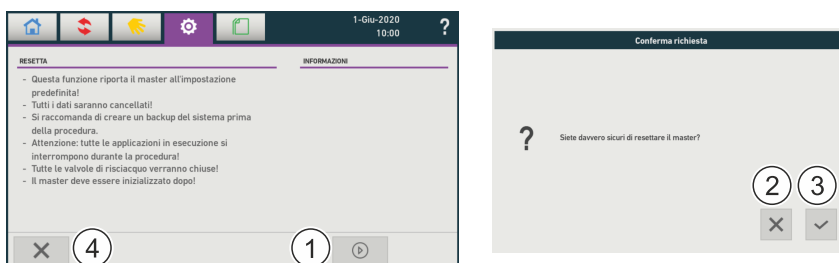 1-Giu-2020
10:00
?
RESETTA
INFORMAZIONI
- Questa funzione riporta il master all'impostazione
predefinita!
- Tutti i dati saranno cancellati!
- Si raccomanda di creare un backup del sistema prima
della procedura.
- Attenzione: tutte le applicazioni in esecuzione si
interrompono durante la procedura!
- Tutte le valvole di risciacquo verranno chiuse!
- Il master deve essere inizializzato dopo!
4
1
Conferma richiesta
?
Siete davvero sicuri di resettare il master?
2
3